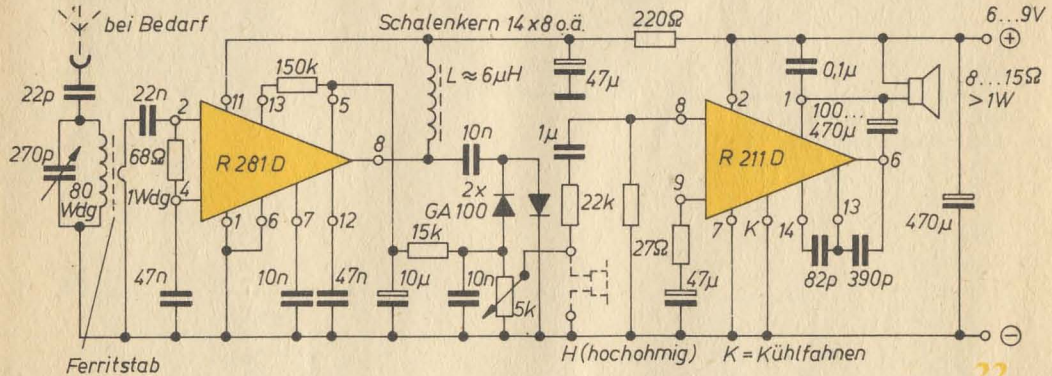 bei Bedarf
Schalenkern 14x8 o.ä.
220Ω
6...9V
+
22p
22n
2
11
150k
13
5
L ≈ 6µH
47µ
0,1µ
8...15Ω
>1W
270p
68Ω
R 281 D
8
10n
1µ
8
2
1
100...
470µ
R 211 D
6
80
Wdg
1Wdg
4
2x
GA 100
22k
9
1
6
7
12
15k
27Ω
7
K
14
13
470µ
47n
10n
47n
10µ
10n
5k
47µ
82p
390p
Ferritstab
H (hochohmig)
K = Kühlfahnen
−
22